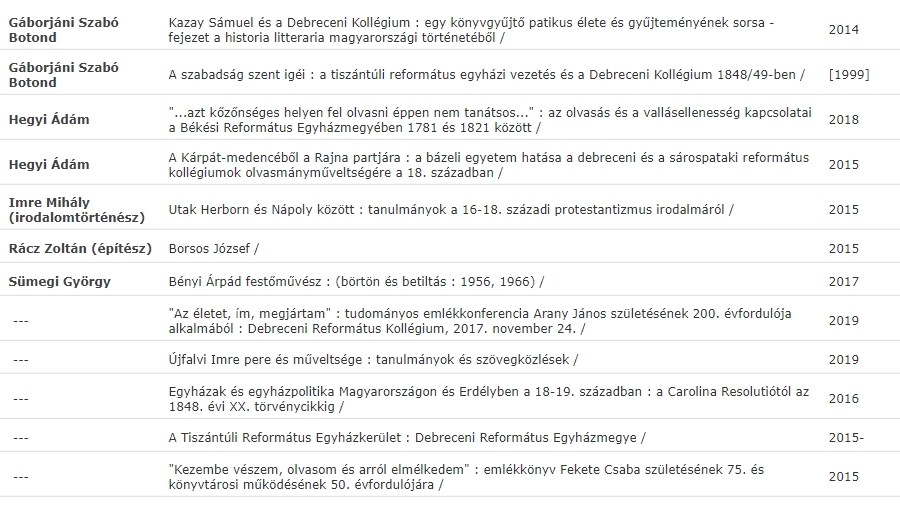 Gáborjáni Szabó
Botond
Kazay Sámuel és a Debreceni Kollégium : egy könyvgyűjtő patikus élete és gyűjteményének sorsa -
fejezet a historia litteraria magyarországi történetéből /
2014
Gáborjáni Szabó
Botond
A szabadság szent igéi : a tiszántúli református egyházi vezetés és a Debreceni Kollégium 1848/49-ben /
[1999]
Hegyi Ádám
"...azt kőzőnséges helyen fel olvasni éppen nem tanátsos..." : az olvasás és a vallásellenesség kapcsolatai
a Békési Református Egyházmegyében 1781 és 1821 között /
2018
Hegyi Ádám
A Kárpát-medencéből a Rajna partjára : a bázeli egyetem hatása a debreceni és a sárospataki református
kollégiumok olvasmányműveltségére a 18. században /
2015
Imre Mihály
(irodalomtörténész)
Utak Herborn és Nápoly között : tanulmányok a 16-18. századi protestantizmus irodalmáról /
2015
Rácz Zoltán (építész)
Borsos József /
2015
Sümegi György
Bényi Árpád festőművész : (börtön és betiltás : 1956, 1966) /
2017
---
"Az életet, ím, megjártam" : tudományos emlékkonferencia Arany János születésének 200. évfordulója
alkalmából : Debreceni Református Kollégium, 2017. november 24. /
2019
---
Újfalvi Imre pere és műveltsége : tanulmányok és szövegközlések /
2019
---
Egyházak és egyházpolitika Magyarországon és Erdélyben a 18-19. században : a Carolina Resolutiótól az
1848. évi XX. törvénycikkig /
2016
---
A Tiszántúli Református Egyházkerület : Debreceni Református Egyházmegye /
2015-
---
"Kezembe vészem, olvasom és arról elmélkedem" : emlékkönyv Fekete Csaba születésének 75. és
könyvtárosi működésének 50. évfordulójára /
2015